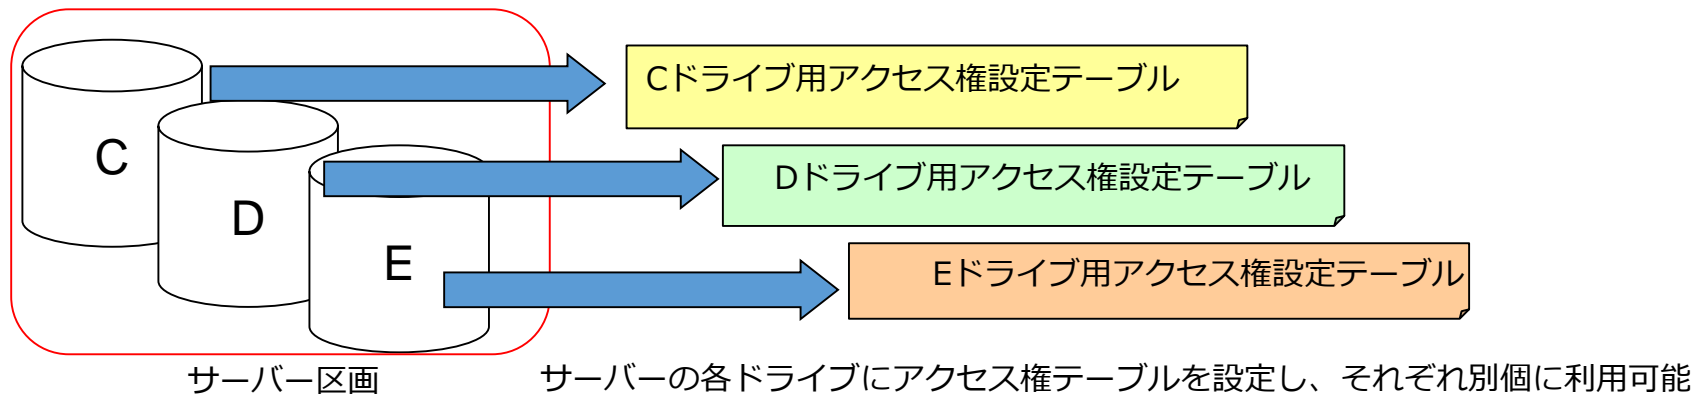 C
D
E
Cドライブ用アクセス権設定テーブル
Dドライブ用アクセス権設定テーブル
Eドライブ用アクセス権設定テーブル
サーバー区画
サーバーの各ドライブにアクセス権テーブルを設定し、それぞれ別個に利用可能